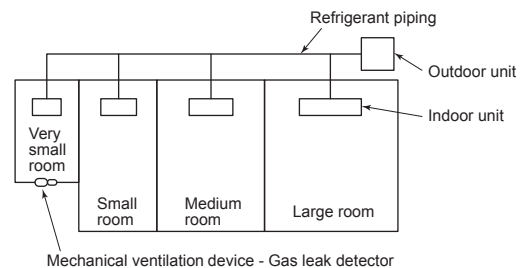 Refrigerant piping
Outdoor unit
Indoor unit
Very
small
room
Small
room
Medium
room
Large room
Mechanical ventilation device - Gas leak detector